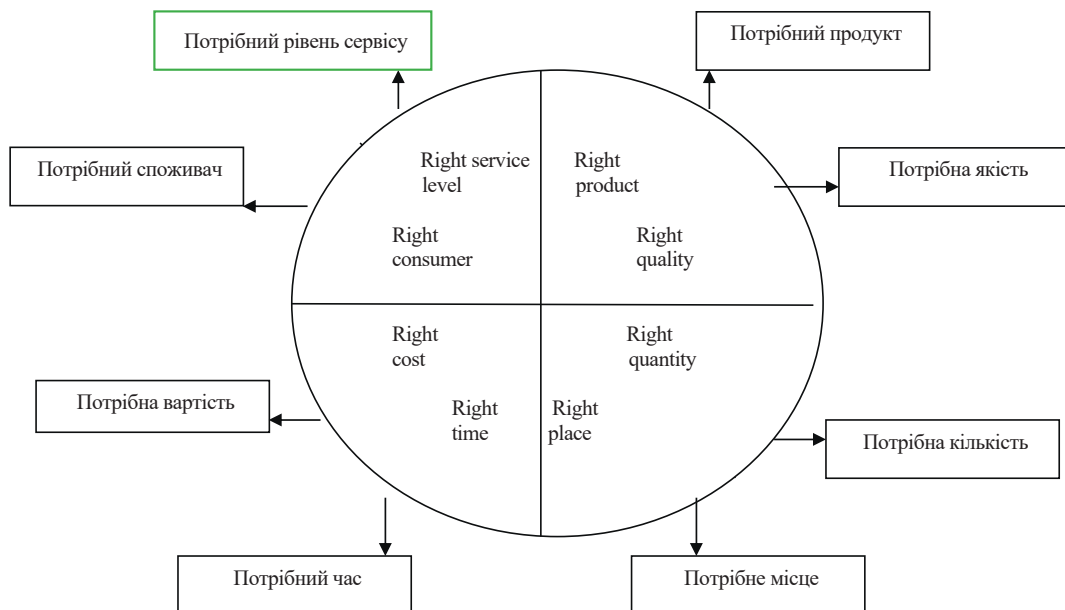 Потрібний рівень сервісу
Потрібний продукт
Потрібний споживач
Right service
level
Right
product
Потрібна якість
Right
consumer
Right
quality
Right
cost
Right
quantity
Потрібна вартість
Right
time
Right
place
Потрібна кількість
Потрібний час
Потрібне місце